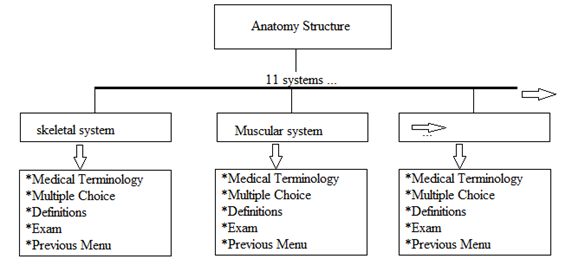 Anatomy Structure
11 systems ...
skeletal system
Muscular system
...
*Medical Terminology
*Multiple Choice
*Definitions
*Exam
*Previous Menu
*Medical Terminology
*Multiple Choice
*Definitions
*Exam
*Previous Menu
*Medical Terminology
*Multiple Choice
*Definitions
*Exam
*Previous Menu